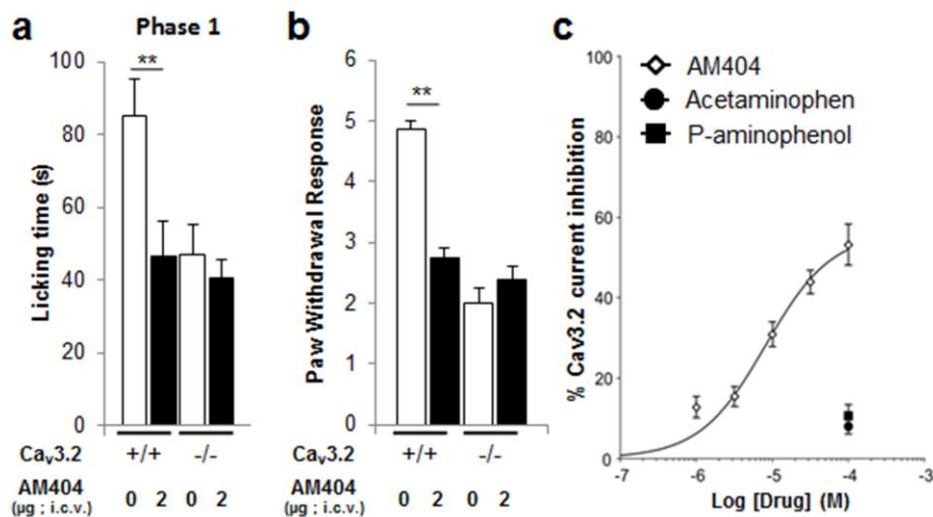 a
Phase 1
**
100
80
60
40
20
0
Licking time (s)
Cav3.2
+/+
-/-
AM404
(μg ; i.c.v.)
0 2 0 2
b
**
6
5
4
3
2
1
0
Paw Withdrawal Response
Cav3.2
+/+
-/-
AM404
(μg ; i.c.v.)
0 2 0 2
c
100
80
60
40
20
0
% Cav3.2 current inhibition
AM404
Acetaminophen
P-aminophenol
-7 -6 -5 -4 -3
Log [Drug] (M)